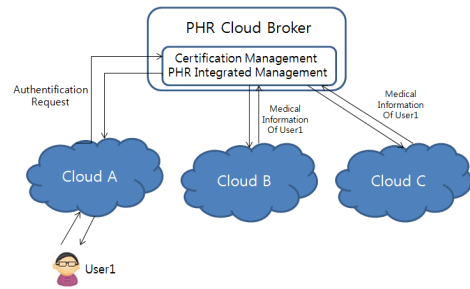 PHR Cloud Broker
Certification Management
PHR Integrated Management
Authentification
Request
Medical
Information
Of User1
Medical
Information
Of User1
Cloud A
Cloud B
Cloud C
User1